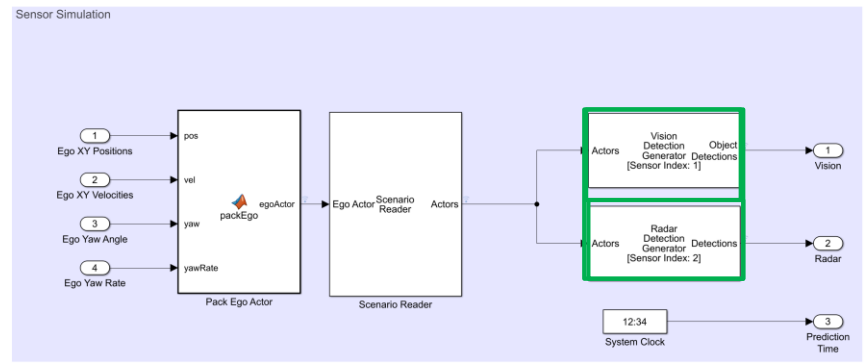 Sensor Simulation
1
Ego XY Positions
2
Ego XY Velocities
3
Ego Yaw Angle
4
Ego Yaw Rate
pos
vel
yaw
yawRate
packEgo
egoActor
Pack Ego Actor
Ego Actor
Scenario
Reader
Actors
Scenario Reader
Actors
Vision
Detection
Generator
[Sensor Index: 1]
Object
Detections
1
Vision
Actors
Radar
Detection
Generator
[Sensor Index: 2]
Detections
2
Radar
12:34
System Clock
3
Prediction
Time